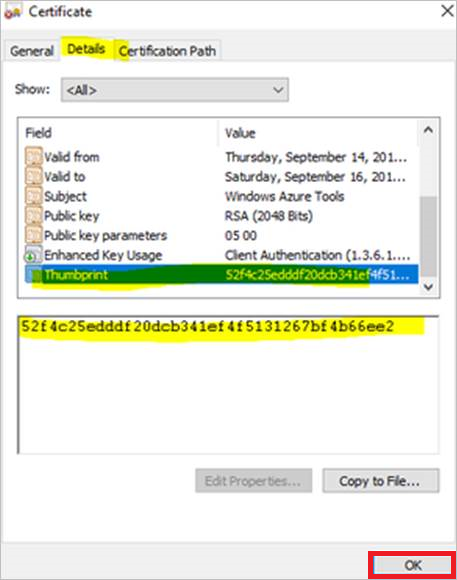 Certificate
General Details Certification Path
Show: <All>
Field Value
Valid from Thursday, September 14, 201...
Valid to Saturday, September 16, 201...
Subject Windows Azure Tools
Public key RSA (2048 Bits)
Public key parameters 05 00
Enhanced Key Usage Client Authentication (1.3.6.1....
Thumbprint 52f4c25edddf20dcb341ef4f51...
52f4c25edddf20dcb341ef4f5131267bf4b66ee2
Edit Properties... Copy to File...
OK